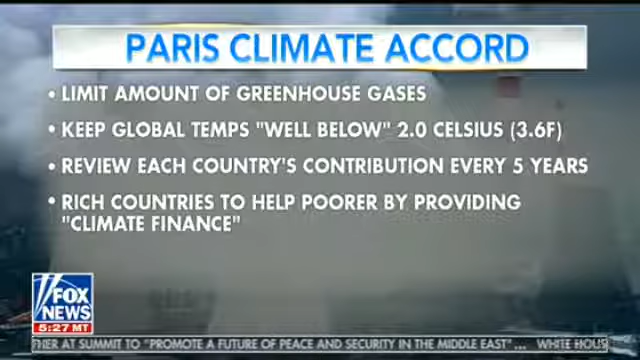 PARIS CLIMATE ACCORD
• LIMIT AMOUNT OF GREENHOUSE GASES
• KEEP GLOBAL TEMPS "WELL BELOW" 2.0 CELSIUS (3.6F)
• REVIEW EACH COUNTRY'S CONTRIBUTION EVERY 5 YEARS
• RICH COUNTRIES TO HELP POORER BY PROVIDING
"CLIMATE FINANCE"
FOX
NEWS
5:27 MT
AT SUMMIT TO "PROMOTE A FUTURE OF PEACE AND SECURITY IN THE MIDDLE EAST"... WHITE